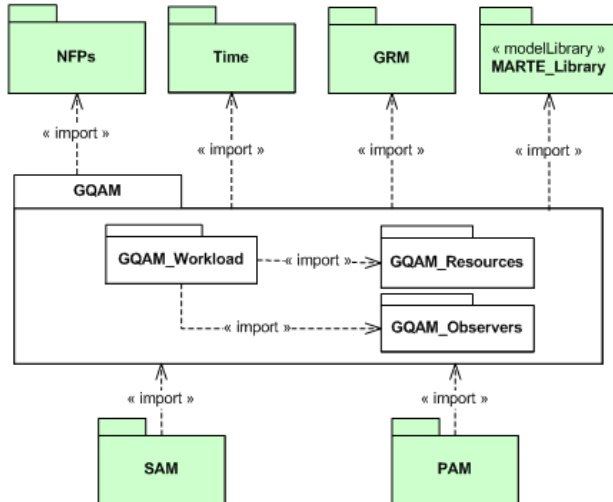 NFPs
Time
GRM
« modelLibrary »
MARTE_Library
« import »
« import »
« import »
« import »
GQAM
GQAM_Workload
« import »
GQAM_Resources
« import »
GQAM_Observers
« import »
« import »
SAM
PAM